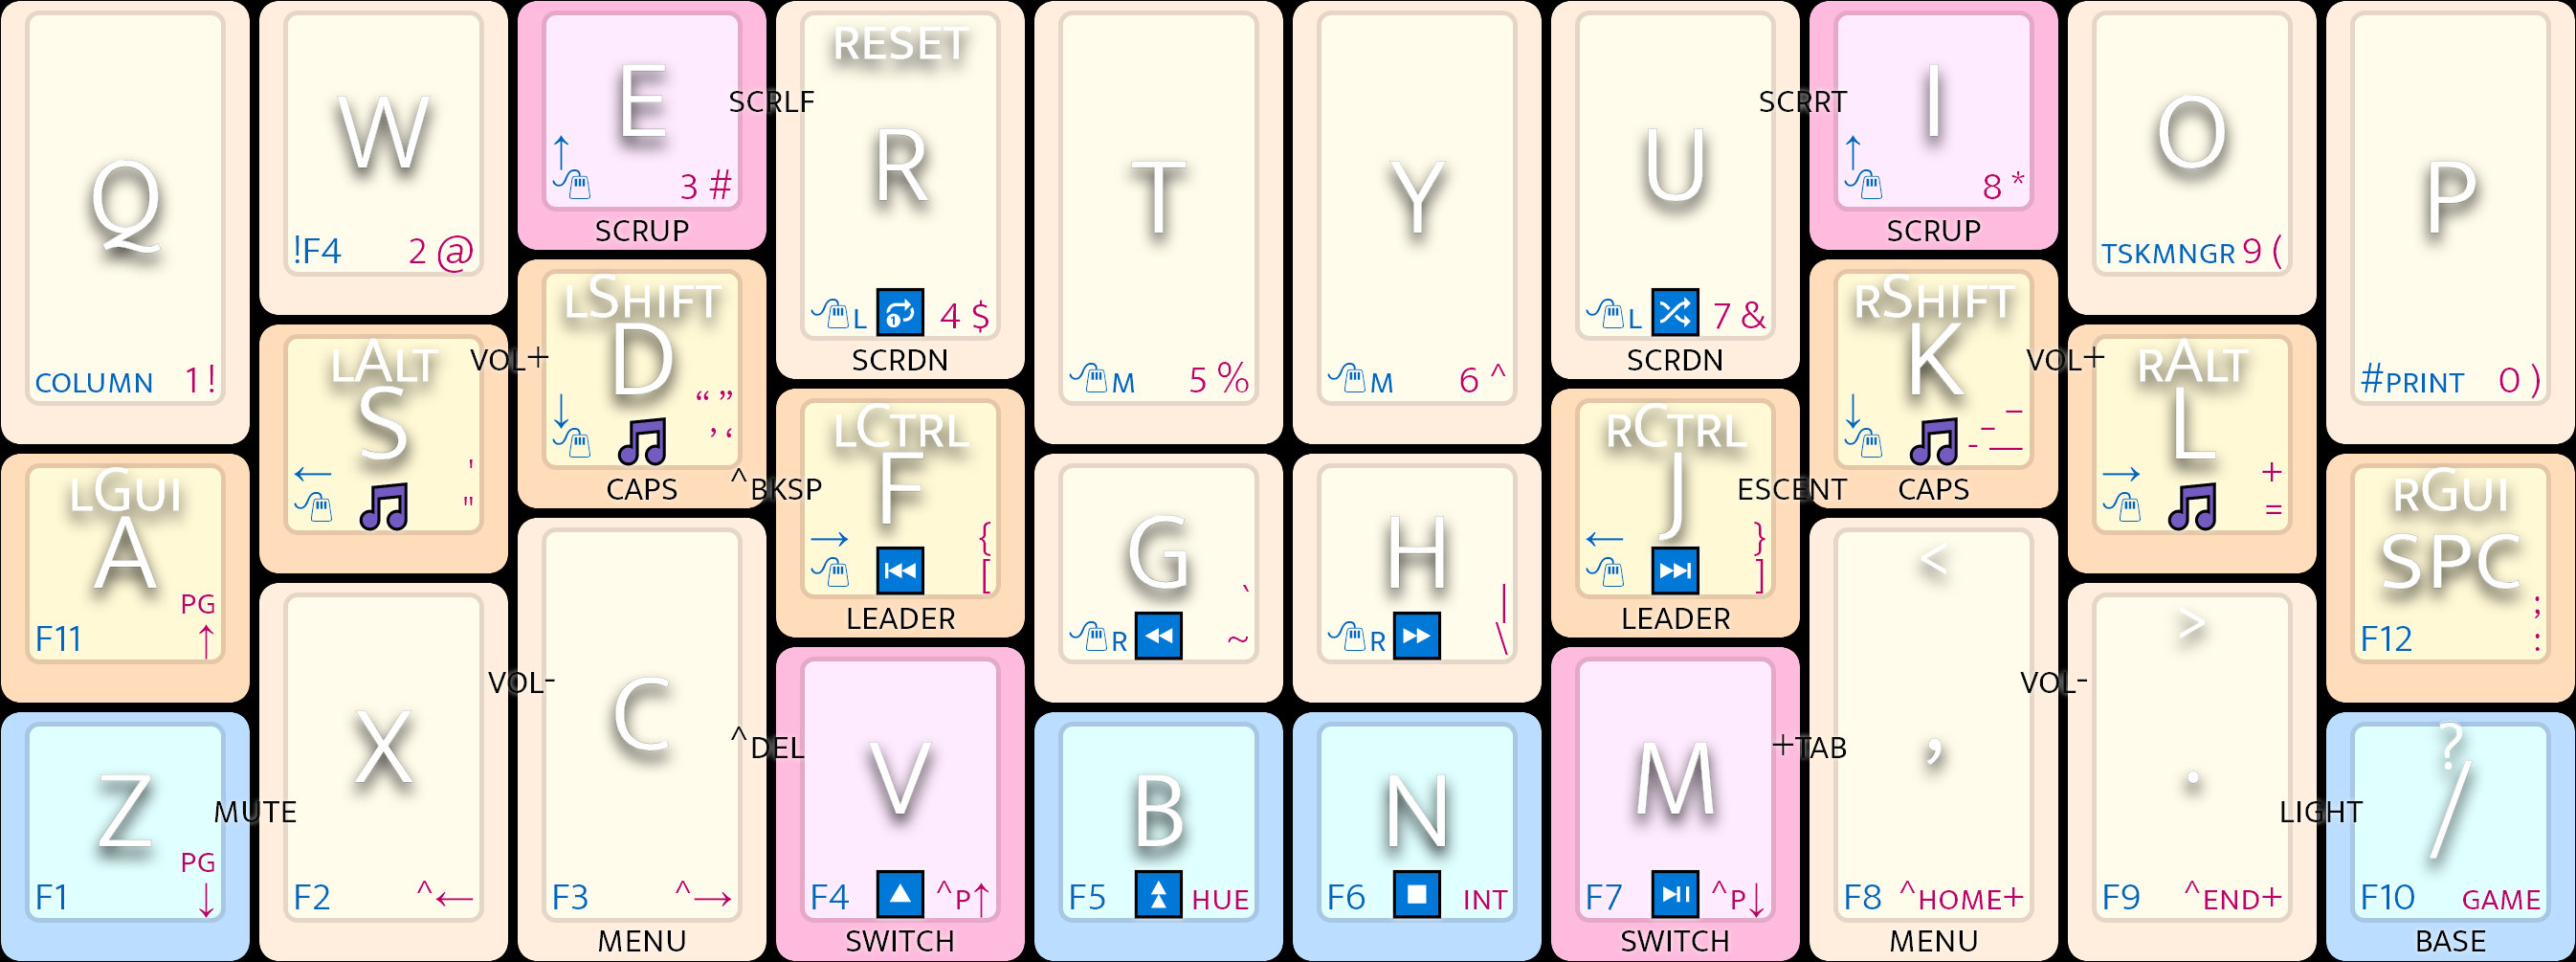 Q
COLUMN 1 !
W
!F4 2 @
E
↑
3 #
SCRUP
SCRLF
RESET
R
L 4 $
SCRDN
T
M 5 %
Y
M 6 ^
U
L 7 &
SCRDN
SCRRT
I
↑
8 *
SCRUP
O
TSKMNGR 9 (
P
#PRINT 0 )
LGUI
A
PG
F11 ↑
LALT
S
← '
"
VOL+
LSHIFT
D
“ ”
↓ ’ ‘
CAPS
^BKSP
LCTRL
F
→ {
[
LEADER
G
`
R ~
H
|
R \
RCTRL
J
← }
]
LEADER
ESCENT
RSHIFT
K
↓ –
- _
—
CAPS
VOL+
RALT
L
→ +
=
RGUI
SPC
;
F12 :
Z
PG
F1 ↓
MUTE
X
F2 ^←
VOL-
C
F3 ^→
MENU
^DEL
V
F4 ^P↑
SWITCH
B
F5 HUE
N
F6 INT
M
F7 ^P↓
SWITCH
+TAB
<
,
F8 ^HOME+
MENU
VOL-
>
.
F9 ^END+
LIGHT
?
/
F10 GAME
BASE